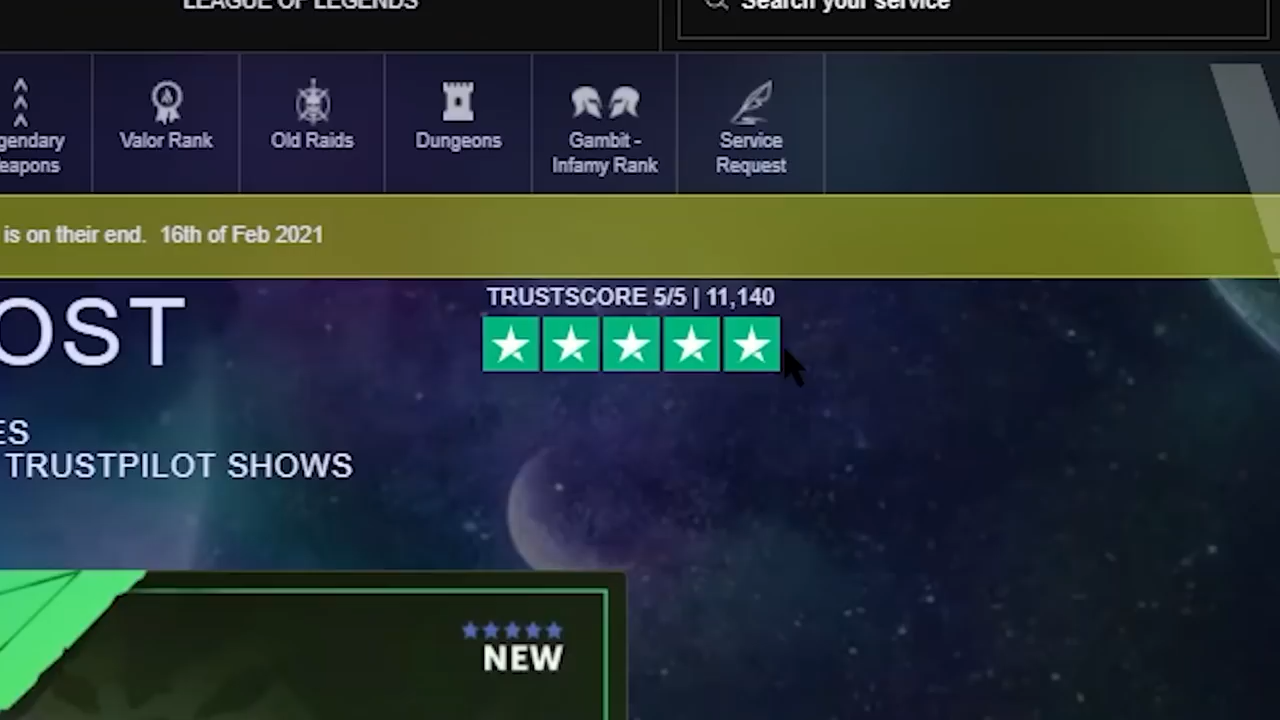 LEAGUE OF LEGENDS
Search your service
gendary
eapons
Valor Rank
Old Raids
Dungeons
Gambit -
Infamy Rank
Service
Request
is on their end. 16th of Feb 2021
OST
TRUSTSCORE 5/5 | 11,140
ES
TRUSTPILOT SHOWS
NEW